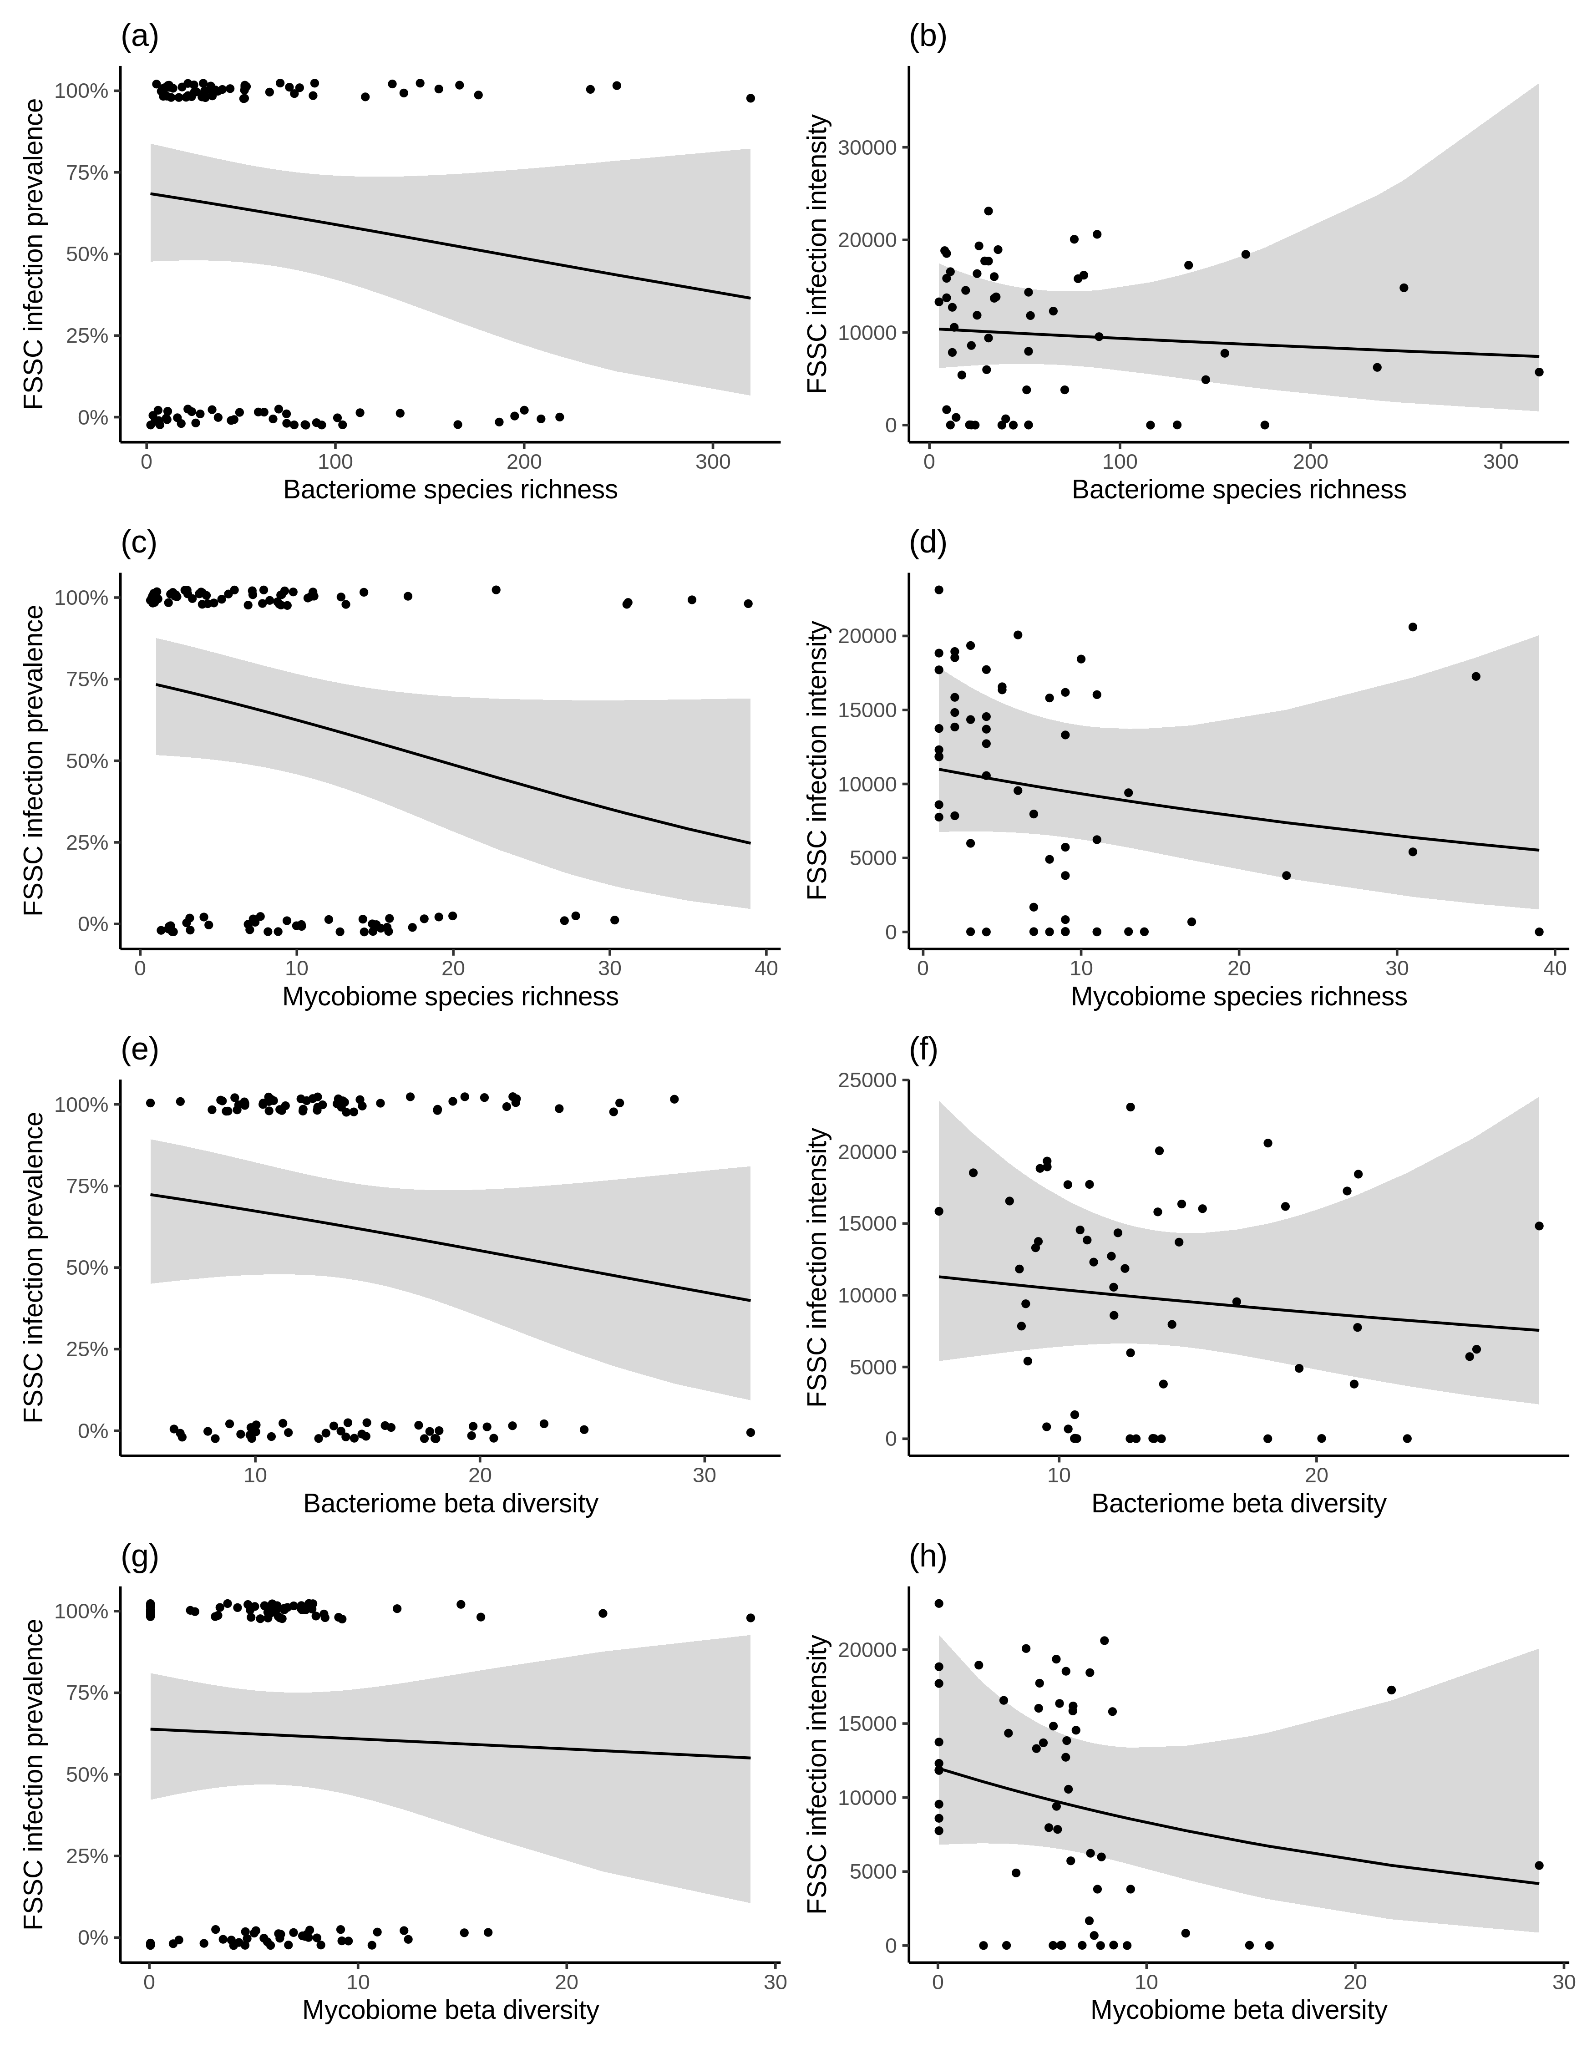 (a)
FSSC infection prevalence
100%
75%
50%
25%
0%
0 100 200 300
Bacteriome species richness
(b)
FSSC infection intensity
30000
20000
10000
0
0 100 200 300
Bacteriome species richness
(c)
FSSC infection prevalence
100%
75%
50%
25%
0%
0 10 20 30 40
Mycobiome species richness
(d)
FSSC infection intensity
20000
15000
10000
5000
0
0 10 20 30 40
Mycobiome species richness
(e)
FSSC infection prevalence
100%
75%
50%
25%
0%
10 20 30
Bacteriome beta diversity
(f)
FSSC infection intensity
25000
20000
15000
10000
5000
0
10 20
Bacteriome beta diversity
(g)
FSSC infection prevalence
100%
75%
50%
25%
0%
0 10 20 30
Mycobiome beta diversity
(h)
FSSC infection intensity
20000
15000
10000
5000
0
0 10 20 30
Mycobiome beta diversity